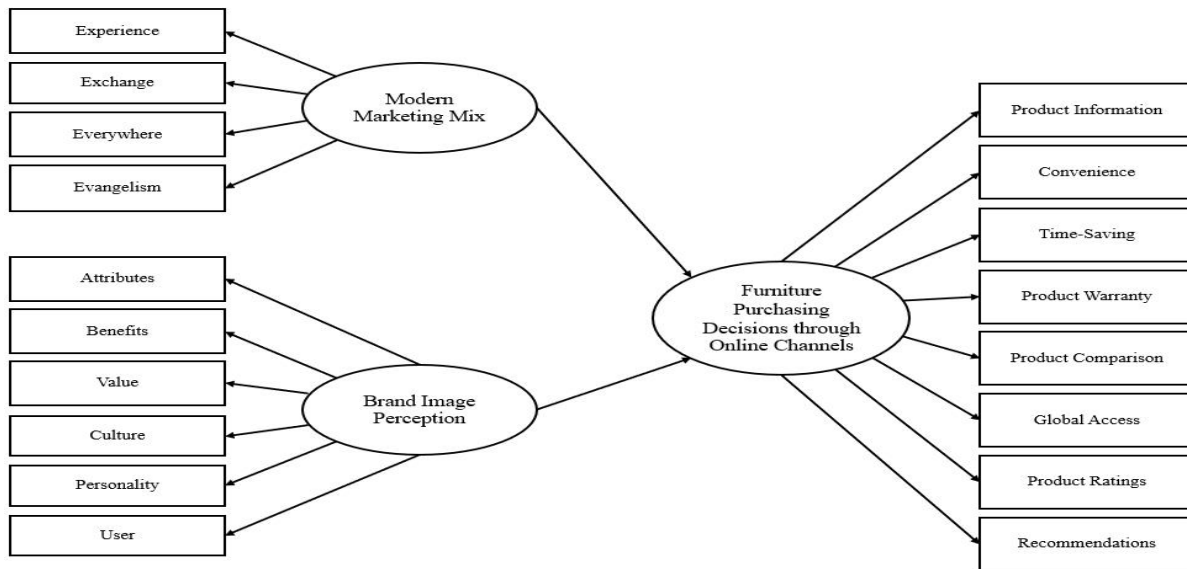 Experience
Exchange
Everywhere
Evangelism
Modern
Marketing Mix
Attributes
Benefits
Value
Culture
Personality
User
Brand Image
Perception
Furniture
Purchasing
Decisions through
Online Channels
Product Information
Convenience
Time-Saving
Product Warranty
Product Comparison
Global Access
Product Ratings
Recommendations